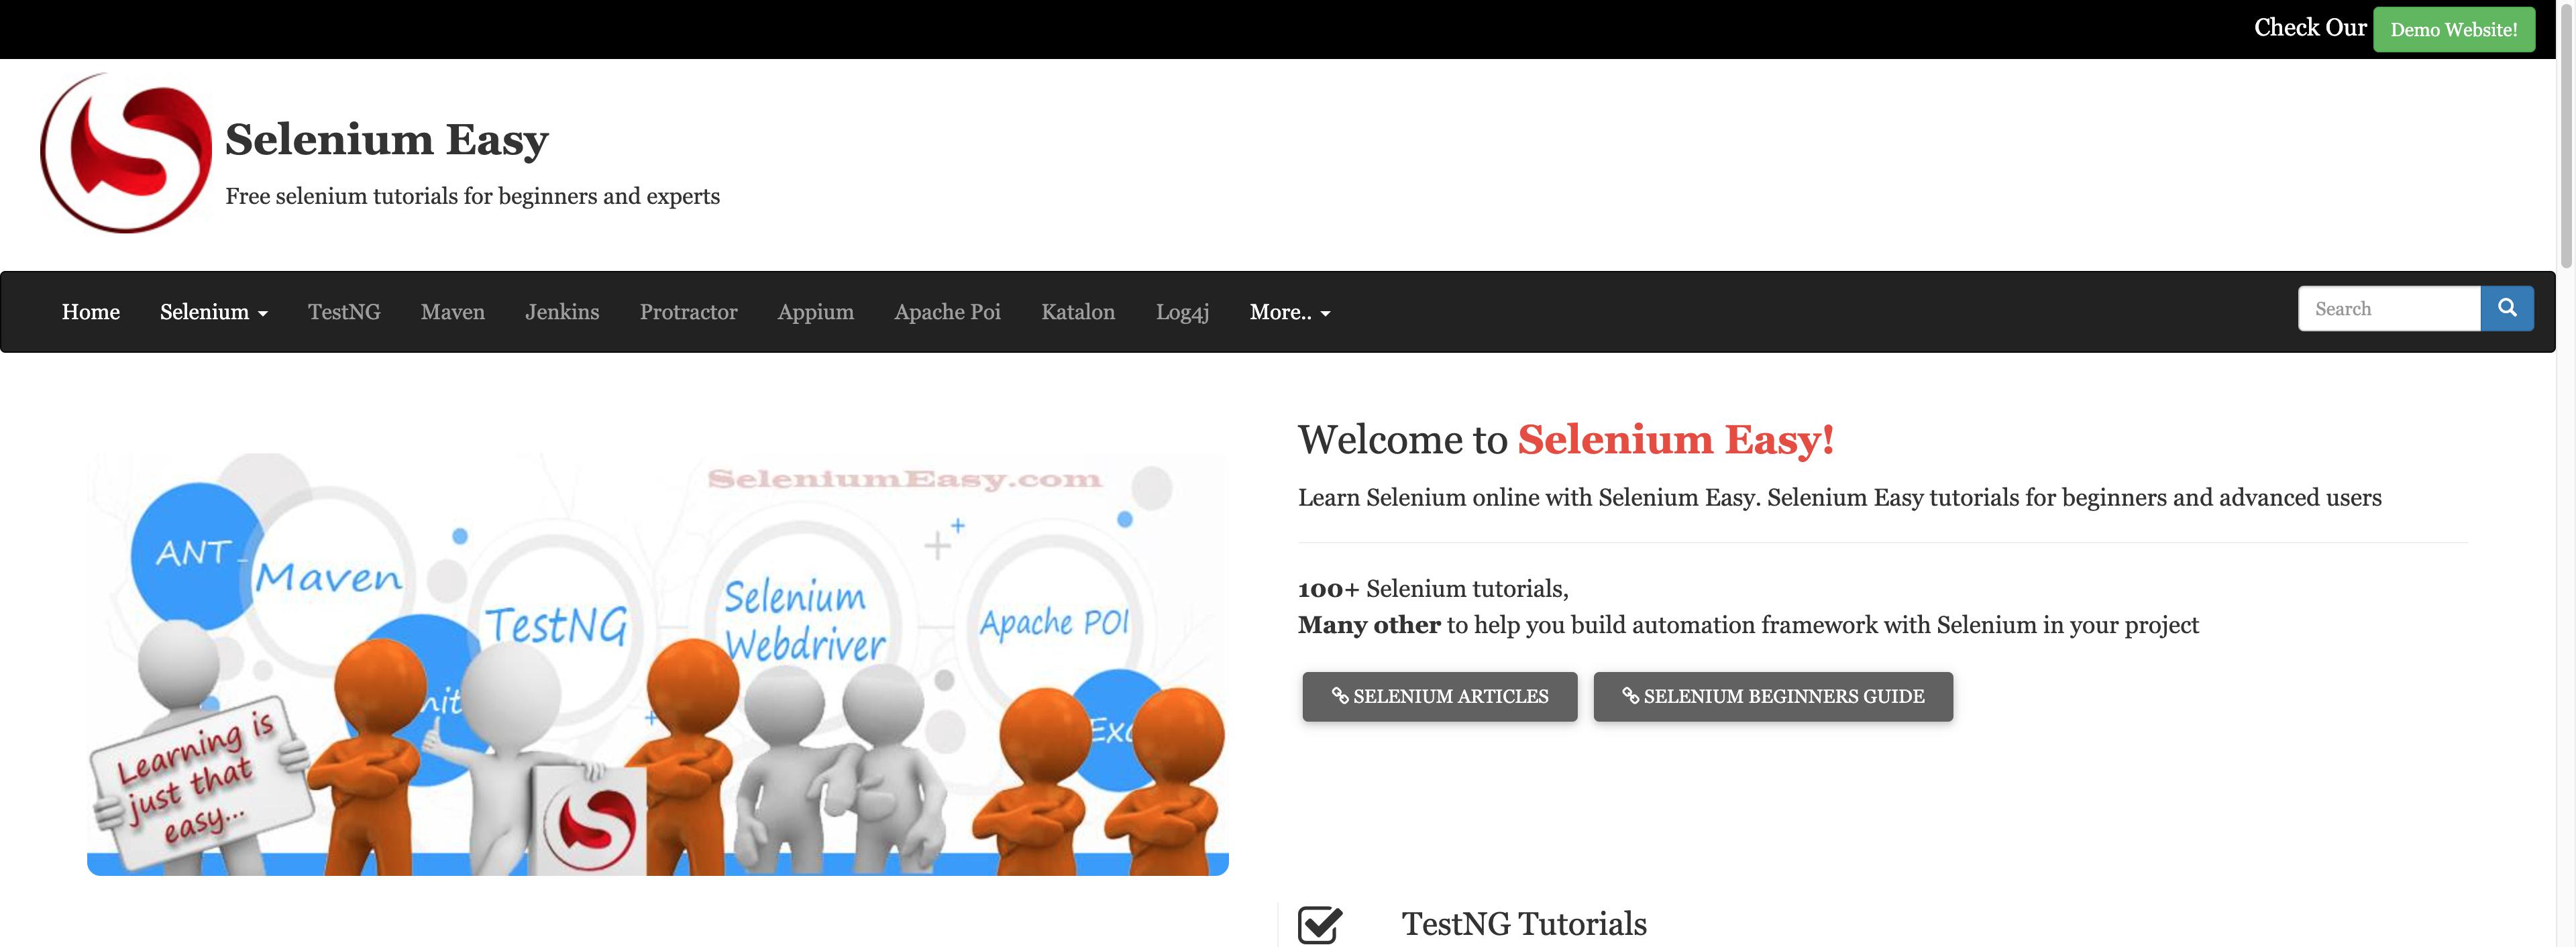 Check Our Demo Website!
Selenium Easy
Free selenium tutorials for beginners and experts
Home Selenium TestNG Maven Jenkins Protractor Appium Apache Poi Katalon Log4j More.. Search
SeleniumEasy.com
ANT
Maven
TestNG
Selenium
Webdriver
Apache POI
Learning is
just that
easy...
Welcome to Selenium Easy!
Learn Selenium online with Selenium Easy. Selenium Easy tutorials for beginners and advanced users
100+ Selenium tutorials,
Many other to help you build automation framework with Selenium in your project
SELENIUM ARTICLES SELENIUM BEGINNERS GUIDE
TestNG Tutorials